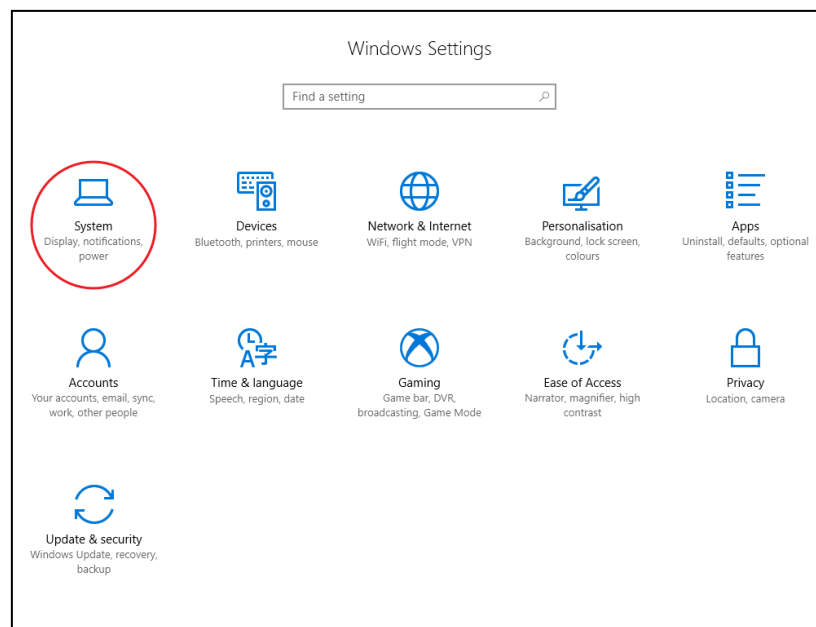 Windows Settings
Find a setting
System
Display, notifications,
power
Devices
Bluetooth, printers, mouse
Network & Internet
WiFi, flight mode, VPN
Personalisation
Background, lock screen,
colours
Apps
Uninstall, defaults, optional
features
Accounts
Your accounts, email, sync,
work, other people
A字
Time & language
Speech, region, date
Gaming
Game bar, DVR,
broadcasting, Game Mode
Ease of Access
Narrator, magnifier, high
contrast
Privacy
Location, camera
Update & security
Windows Update, recovery,
backup